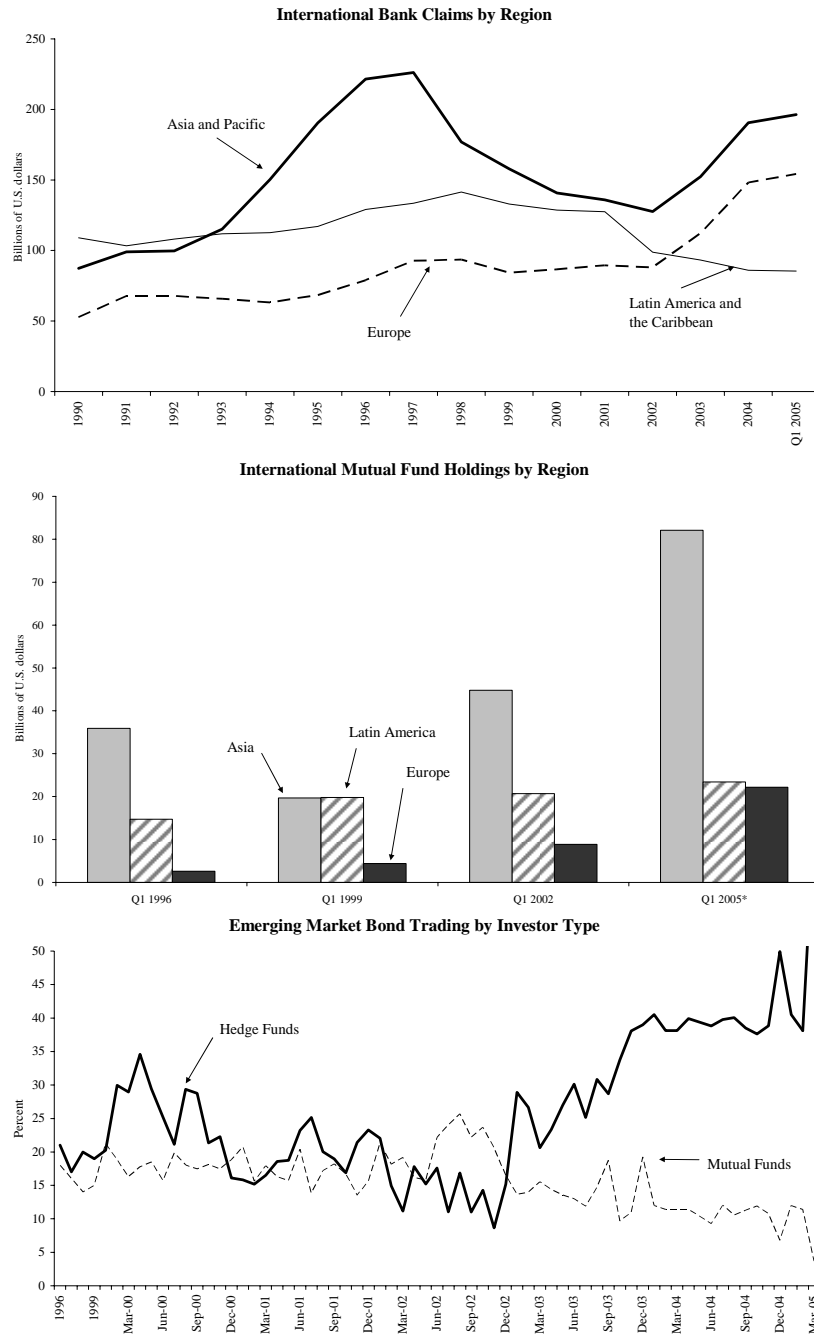 International Bank Claims by Region
250
200
150
100
50
0
Billions of U.S. dollars
Asia and Pacific
Europe
Latin America and
the Caribbean
1990
1991
1992
1993
1994
1995
1996
1997
1998
1999
2000
2001
2002
2003
2004
Q1 2005
International Mutual Fund Holdings by Region
90
80
70
60
50
40
30
20
10
0
Billions of U.S. dollars
Asia
Latin America
Europe
Q1 1996
Q1 1999
Q1 2002
Q1 2005*
Emerging Market Bond Trading by Investor Type
50
45
40
35
30
25
20
15
10
5
0
Percent
Hedge Funds
Mutual Funds
1996
1999
Mar-00
Jun-00
Sep-00
Dec-00
Mar-01
Jun-01
Sep-01
Dec-01
Mar-02
Jun-02
Sep-02
Dec-02
Mar-03
Jun-03
Sep-03
Dec-03
Mar-04
Jun-04
Sep-04
Dec-04
Mar-05